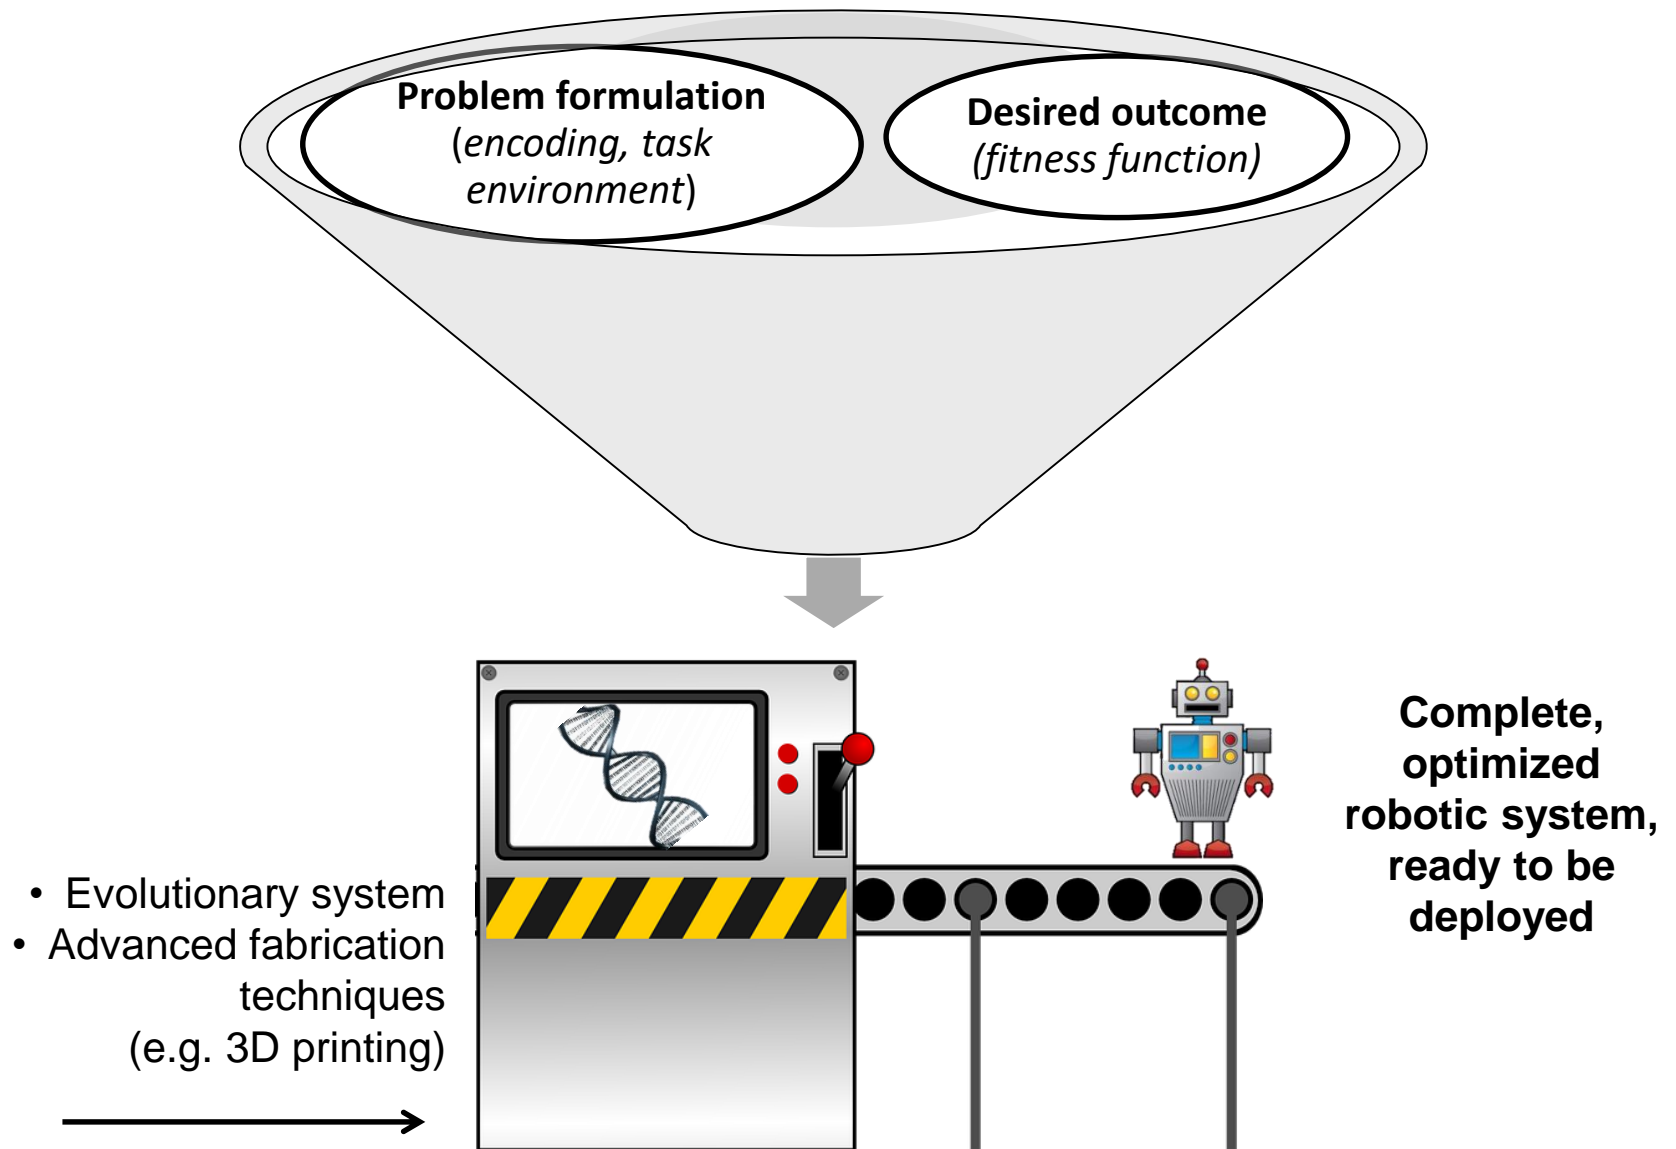 Problem formulation
(encoding, task
environment)
Desired outcome
(fitness function)
Complete,
optimized
robotic system,
ready to be
deployed
• Evolutionary system
• Advanced fabrication
techniques
(e.g. 3D printing)